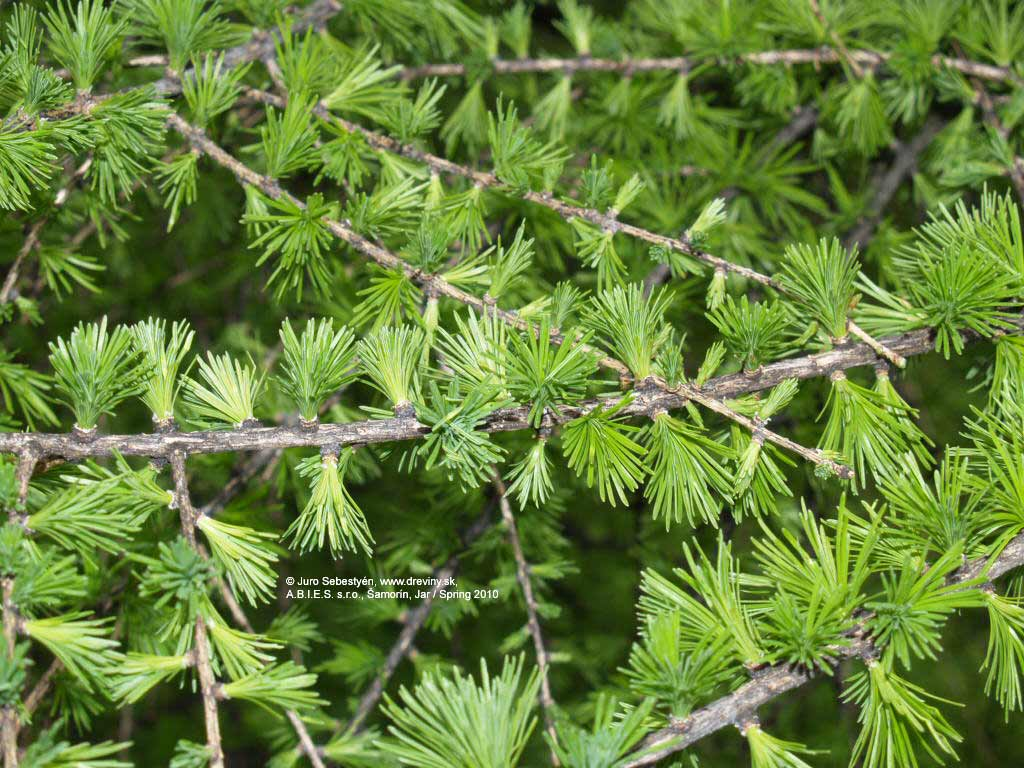 © Juro Sebestyén, www.dreviny.sk,
A.B.I.E.S. s.r.o., Šamorín, Jar / Spring 2010